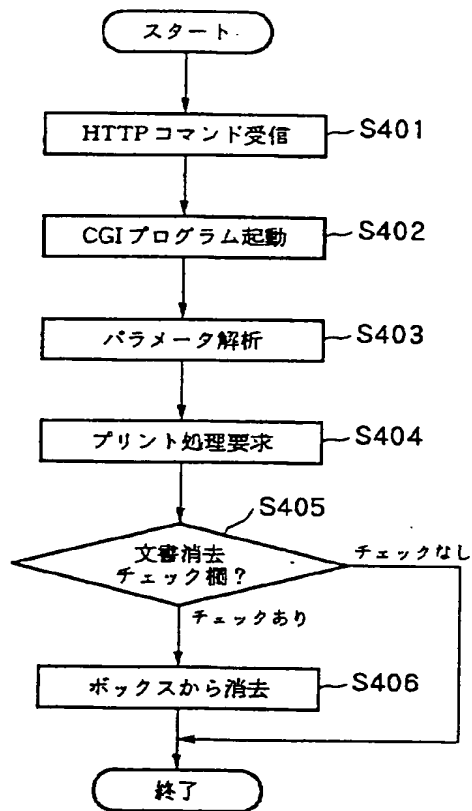 スタート
HTTPコマンド受信
S401
CGIプログラム起動
S402
パラメータ解析
S403
プリント処理要求
S404
S405
文書消去
チェック欄？
チェックなし
チェックあり
ボックスから消去
S406
終了